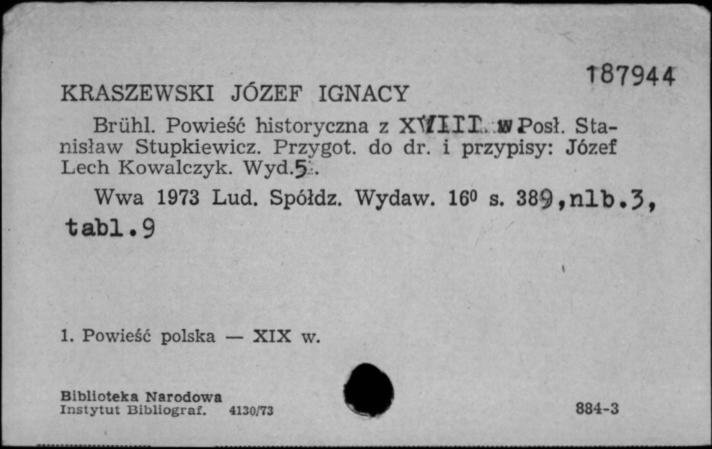 187944
KRASZEWSKI JÓZEF IGNACY
Brühl. Powieść historyczna z XVIII w. Posł. Sta-
nisław Stupkiewicz. Przygot. do dr. i przypisy: Józef
Lech Kowalczyk. Wyd.5.
Wwa 1973 Lud. Spółdz. Wydaw. 16⁰ s. 389,nlb.3,
tabl.9
1. Powieść polska — XIX w.
Biblioteka Narodowa
Instytut Bibliograf. 4130/73
884-3